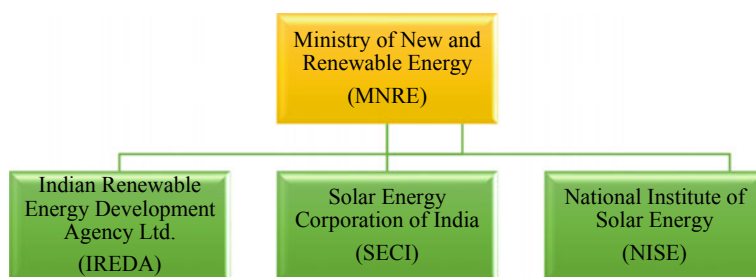 Ministry of New and
Renewable Energy
(MNRE)
Indian Renewable
Energy Development
Agency Ltd.
(IREDA)
Solar Energy
Corporation of India
(SECI)
National Institute of
Solar Energy
(NISE)